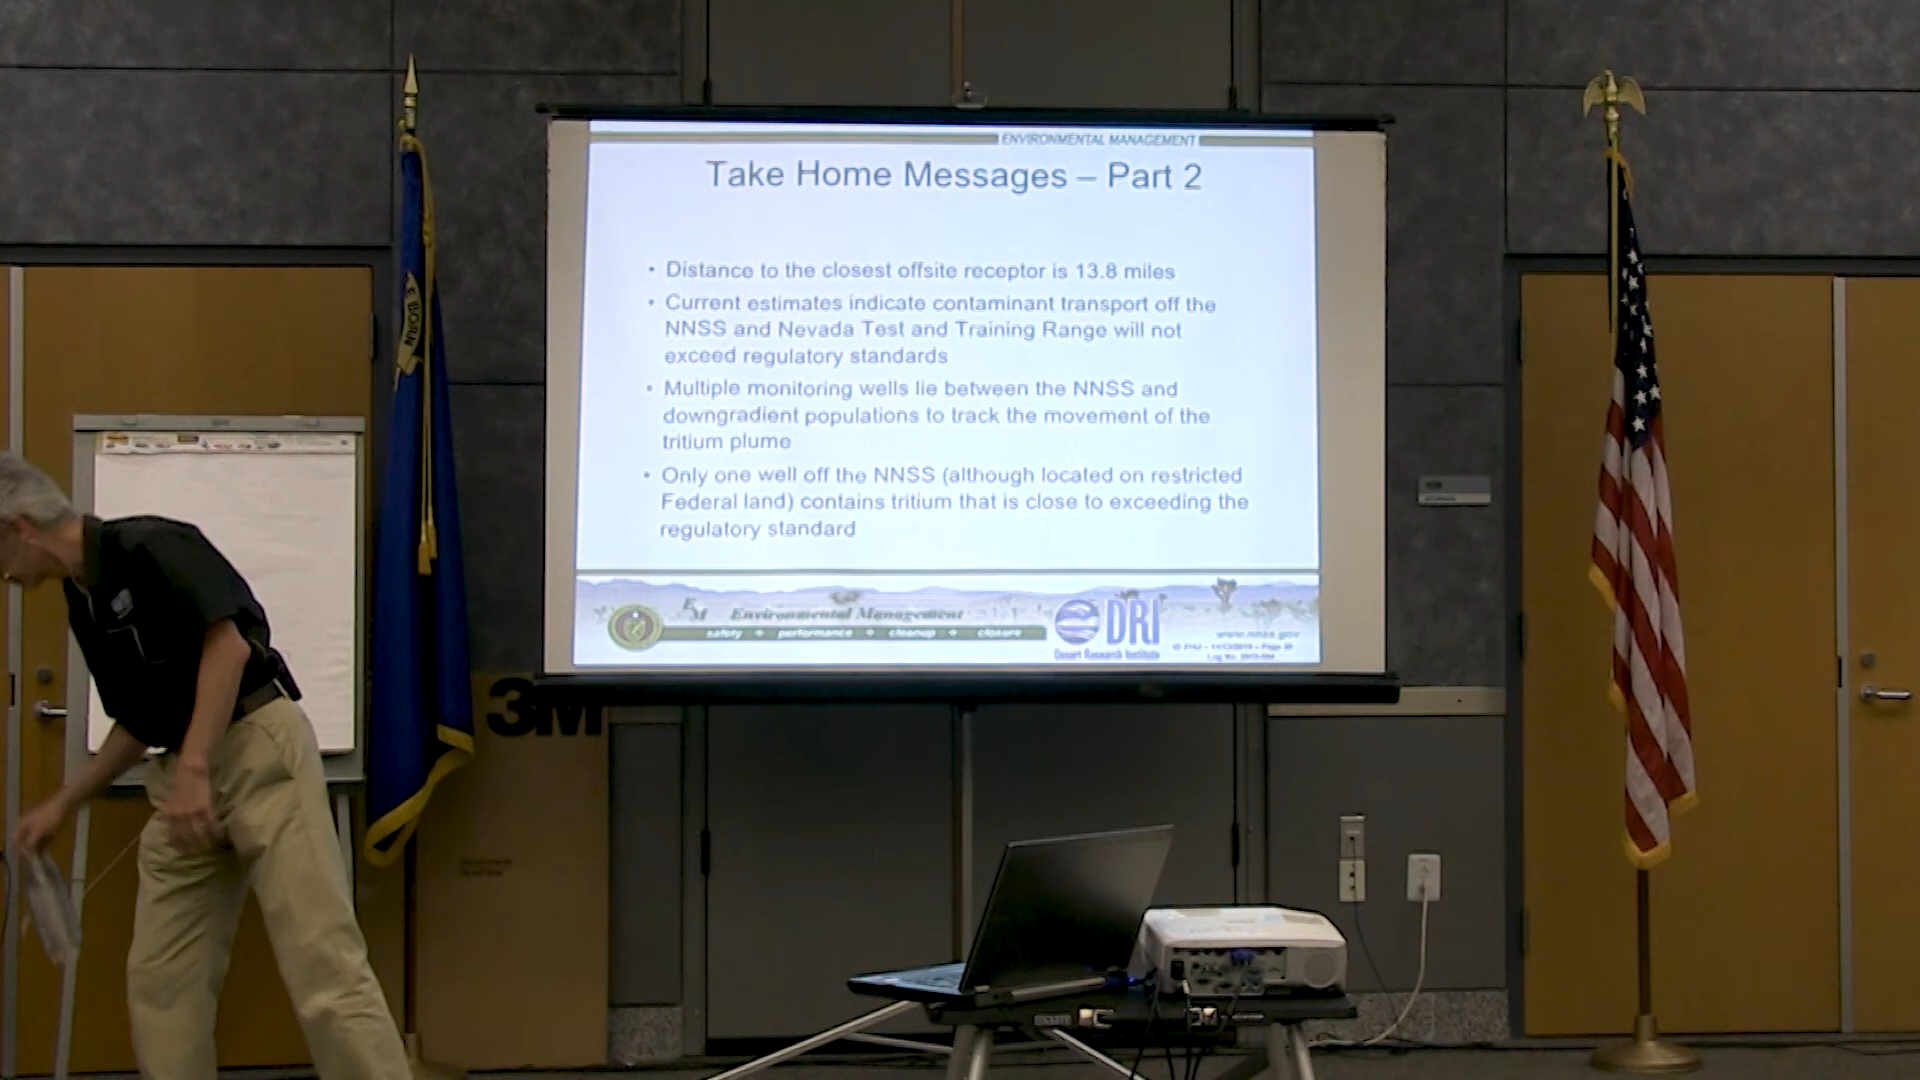 ENVIRONMENTAL MANAGEMENT
Take Home Messages – Part 2
• Distance to the closest offsite receptor is 13.8 miles
• Current estimates indicate contaminant transport off the
NNSS and Nevada Test and Training Range will not
exceed regulatory standards
• Multiple monitoring wells lie between the NNSS and
downgradient populations to track the movement of the
tritium plume
• Only one well off the NNSS (although located on restricted
Federal land) contains tritium that is close to exceeding the
regulatory standard
EM Environmental Management
safety performance cleanup closure
DRI
Desert Research Institute
www.nnss.gov
3M